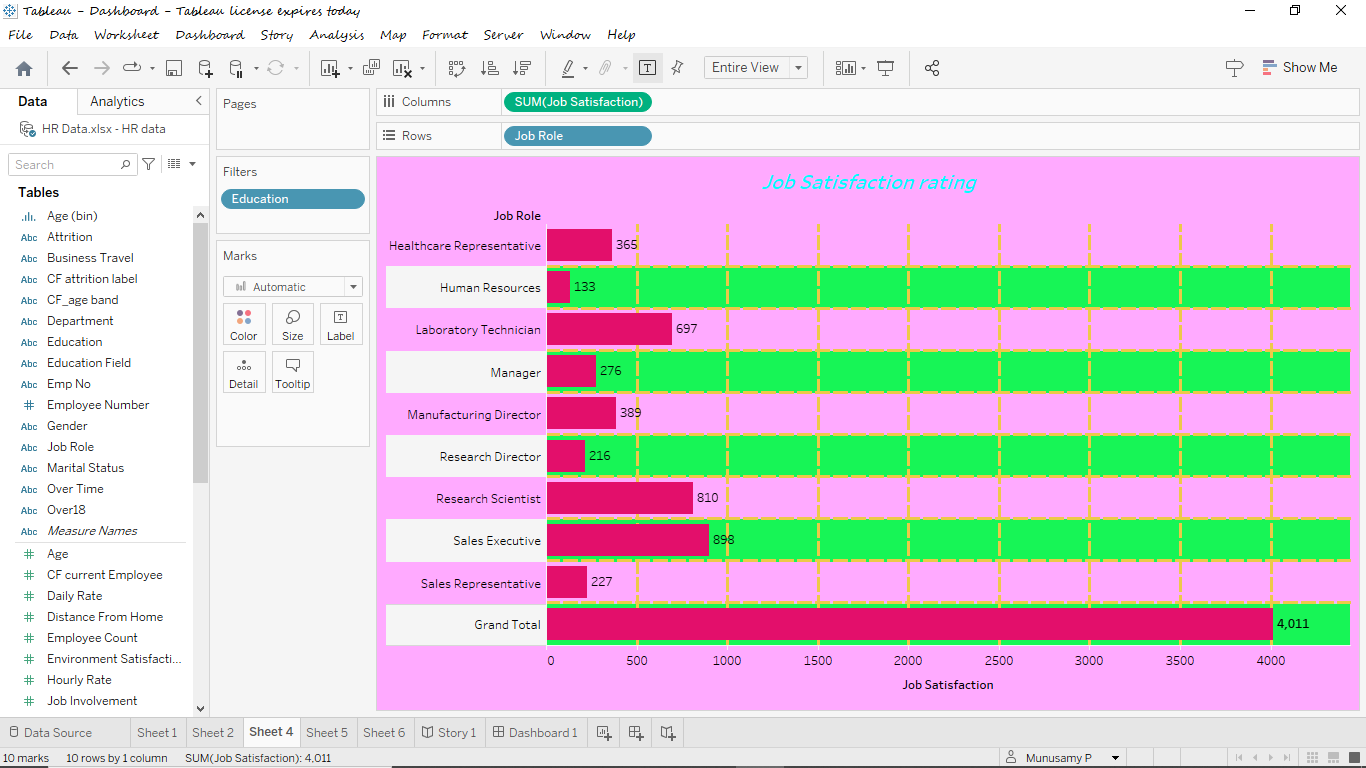 Tableau - Dashboard - Tableau license expires today
File Data Worksheet Dashboard Story Analysis Map Format Server Window Help
Entire View
Show Me
Data Analytics
HR Data.xlsx - HR data
Search
Tables
Age (bin)
Abc Attrition
Abc Business Travel
Abc CF attrition label
Abc CF_age band
Abc Department
Abc Education
Abc Education Field
Abc Emp No
# Employee Number
Abc Gender
Abc Job Role
Abc Marital Status
Abc Over Time
Abc Over18
Abc Measure Names
# Age
# CF current Employee
# Daily Rate
# Distance From Home
# Employee Count
# Environment Satisfacti...
# Hourly Rate
# Job Involvement
Pages
Filters
Education
Marks
Automatic
Color Size Label
Detail Tooltip
Columns SUM(Job Satisfaction)
Rows Job Role
Job Satisfaction rating
Job Role
Healthcare Representative 365
Human Resources 133
Laboratory Technician 697
Manager 276
Manufacturing Director 389
Research Director 216
Research Scientist 810
Sales Executive 898
Sales Representative 227
Grand Total 4,011
0 500 1000 1500 2000 2500 3000 3500 4000
Job Satisfaction
Data Source Sheet 1 Sheet 2 Sheet 4 Sheet 5 Sheet 6 Story 1 Dashboard 1
10 marks 10 rows by 1 column SUM(Job Satisfaction): 4,011 Munusamy P